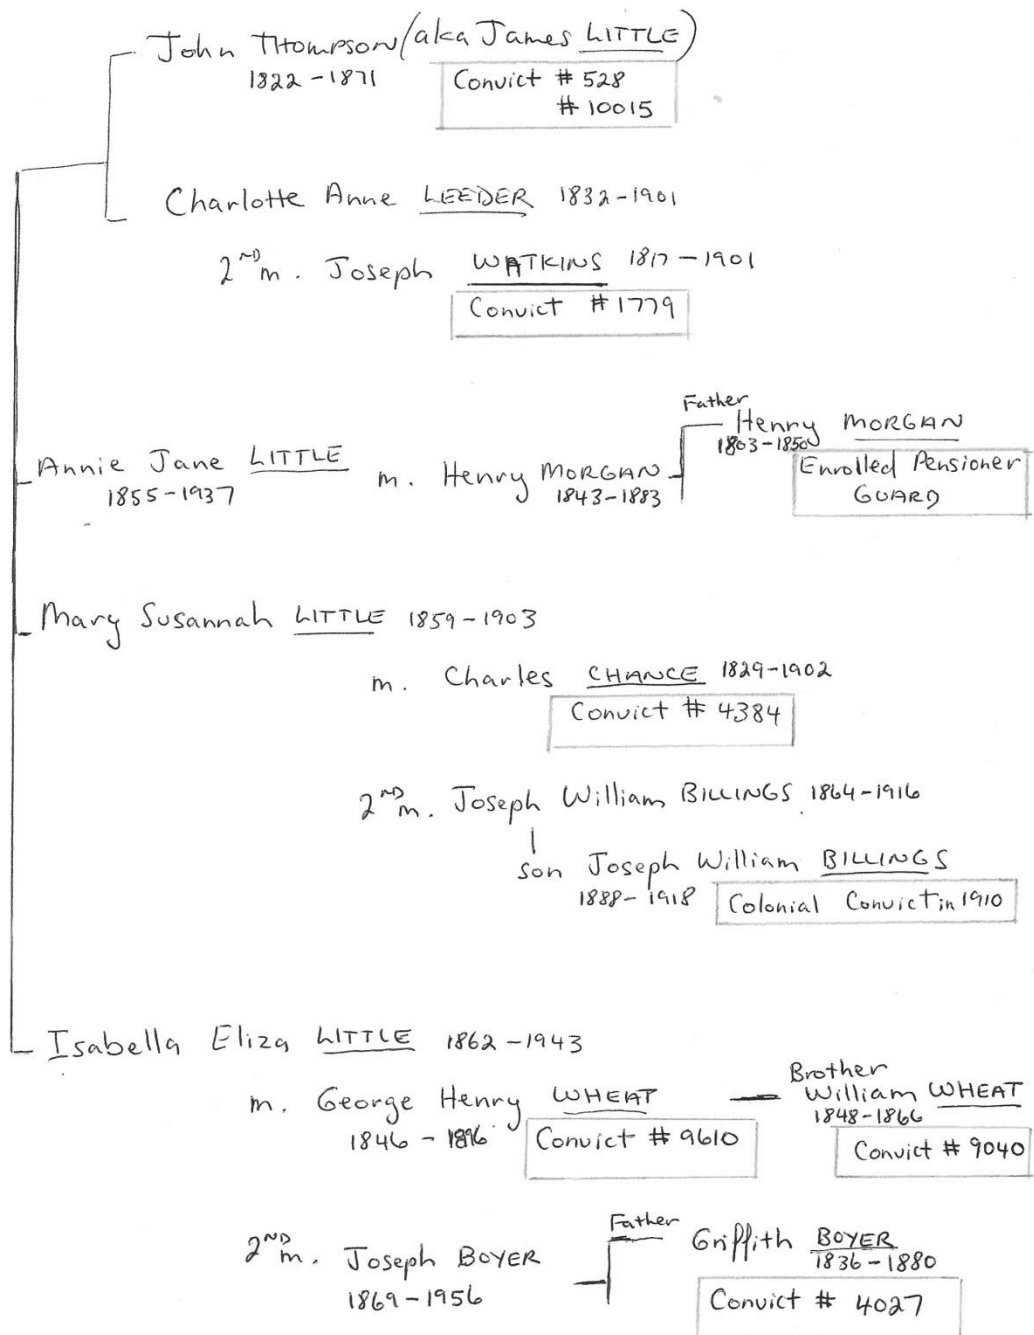 John THOMPSON (aka James LITTLE)
1822-1871 Convict # 528
# 10015
Charlotte Anne LEEDER 1832-1901
2ND m. Joseph WATKINS 1817-1901
Convict #1779
Father
Henry MORGAN
1803-1850
Annie Jane LITTLE m. Henry MORGAN Enrolled Pensioner
1855-1937 1843-1883 GUARD
Mary Susannah LITTLE 1859-1903
m. Charles CHANCE 1829-1902
Convict # 4384
2ND m. Joseph William BILLINGS 1864-1916
son Joseph William BILLINGS
1888-1918 Colonial Convict in 1910
Isabella Eliza LITTLE 1862-1943
Brother
m. George Henry WHEAT William WHEAT
1846-1896 Convict # 9610 1848-1866
Convict # 9040
Father Griffith BOYER
2ND m. Joseph BOYER 1836-1880
1869-1956 Convict # 4027